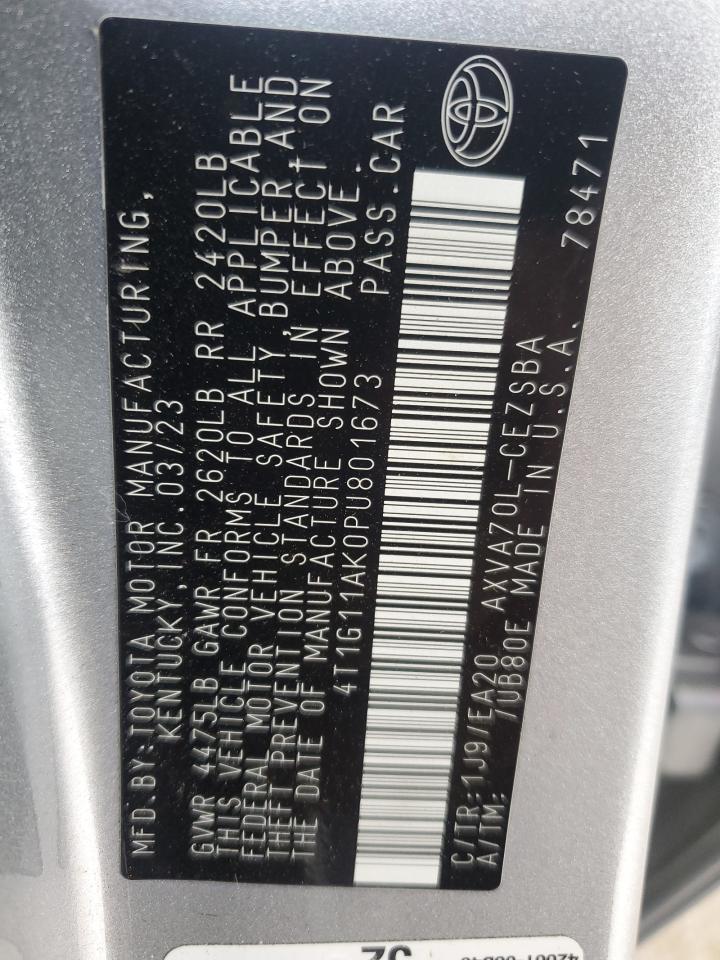 MFD.BY:TOYOTA MOTOR MANUFACTURING,
KENTUCKY,INC.03/23
GVWR 4475LB GAWR FR 2620LB RR 2420LB
THIS VEHICLE CONFORMS TO ALL APPLICABLE
FEDERAL MOTOR VEHICLE SAFETY,BUMPER,AND
THEFT PREVENTION STANDARDS IN EFFECT ON
THE DATE OF MANUFACTURE SHOWN ABOVE.
4T1G11AK0PU801673 PASS.CAR
C/TR:1J9/EA20 AXVA70L-CEZSBA
A/TM: /UB80E MADE IN U.S.A. 78471